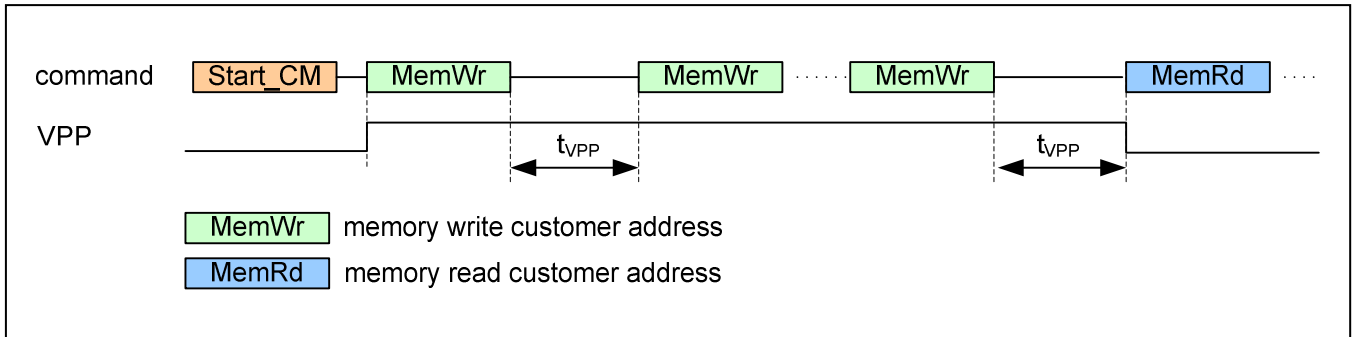 command Start_CM MemWr MemWr ...... MemWr MemRd ....
VPP
tVPP tVPP
MemWr memory write customer address
MemRd memory read customer address